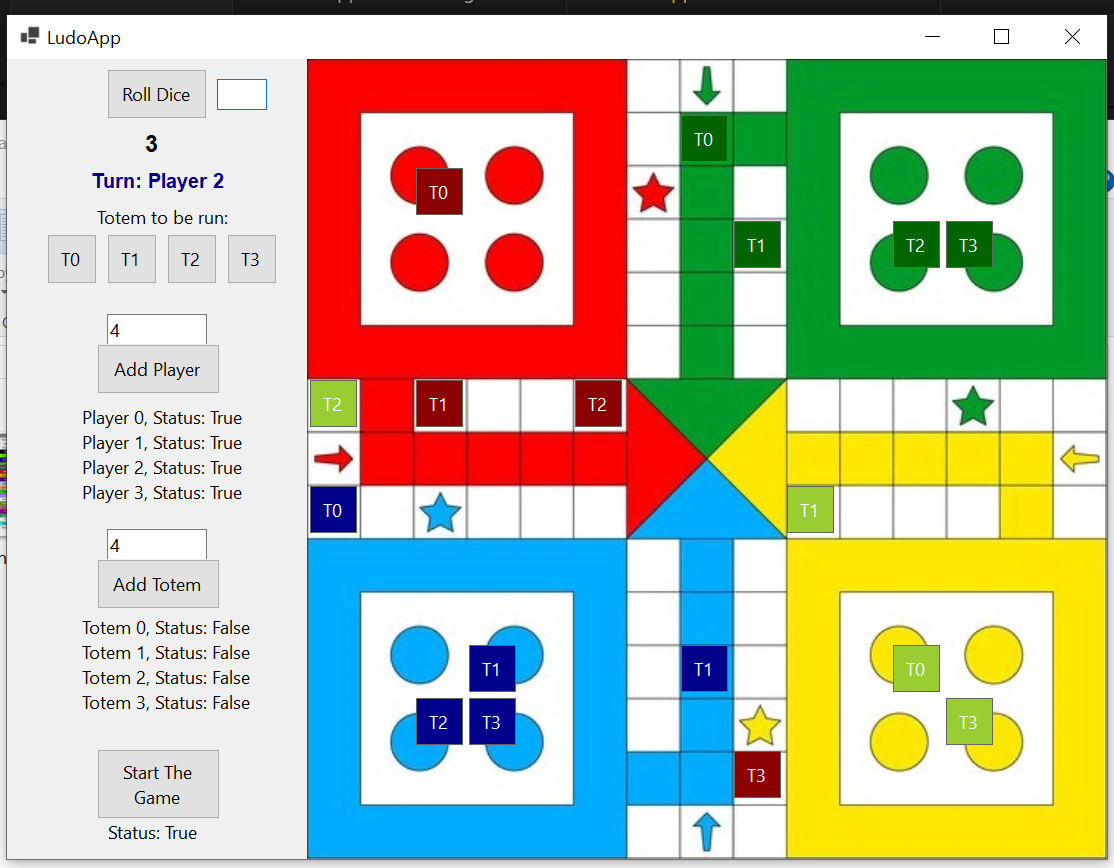 LudoApp
Roll Dice
3
Turn: Player 2
Totem to be run:
T0 T1 T2 T3
4
Add Player
Player 0, Status: True
Player 1, Status: True
Player 2, Status: True
Player 3, Status: True
4
Add Totem
Totem 0, Status: False
Totem 1, Status: False
Totem 2, Status: False
Totem 3, Status: False
Start The
Game
Status: True
T0
T0
T1
T2 T3
T2 T1 T2
T0 T1
T1
T2 T3
T1
T3
T0
T3